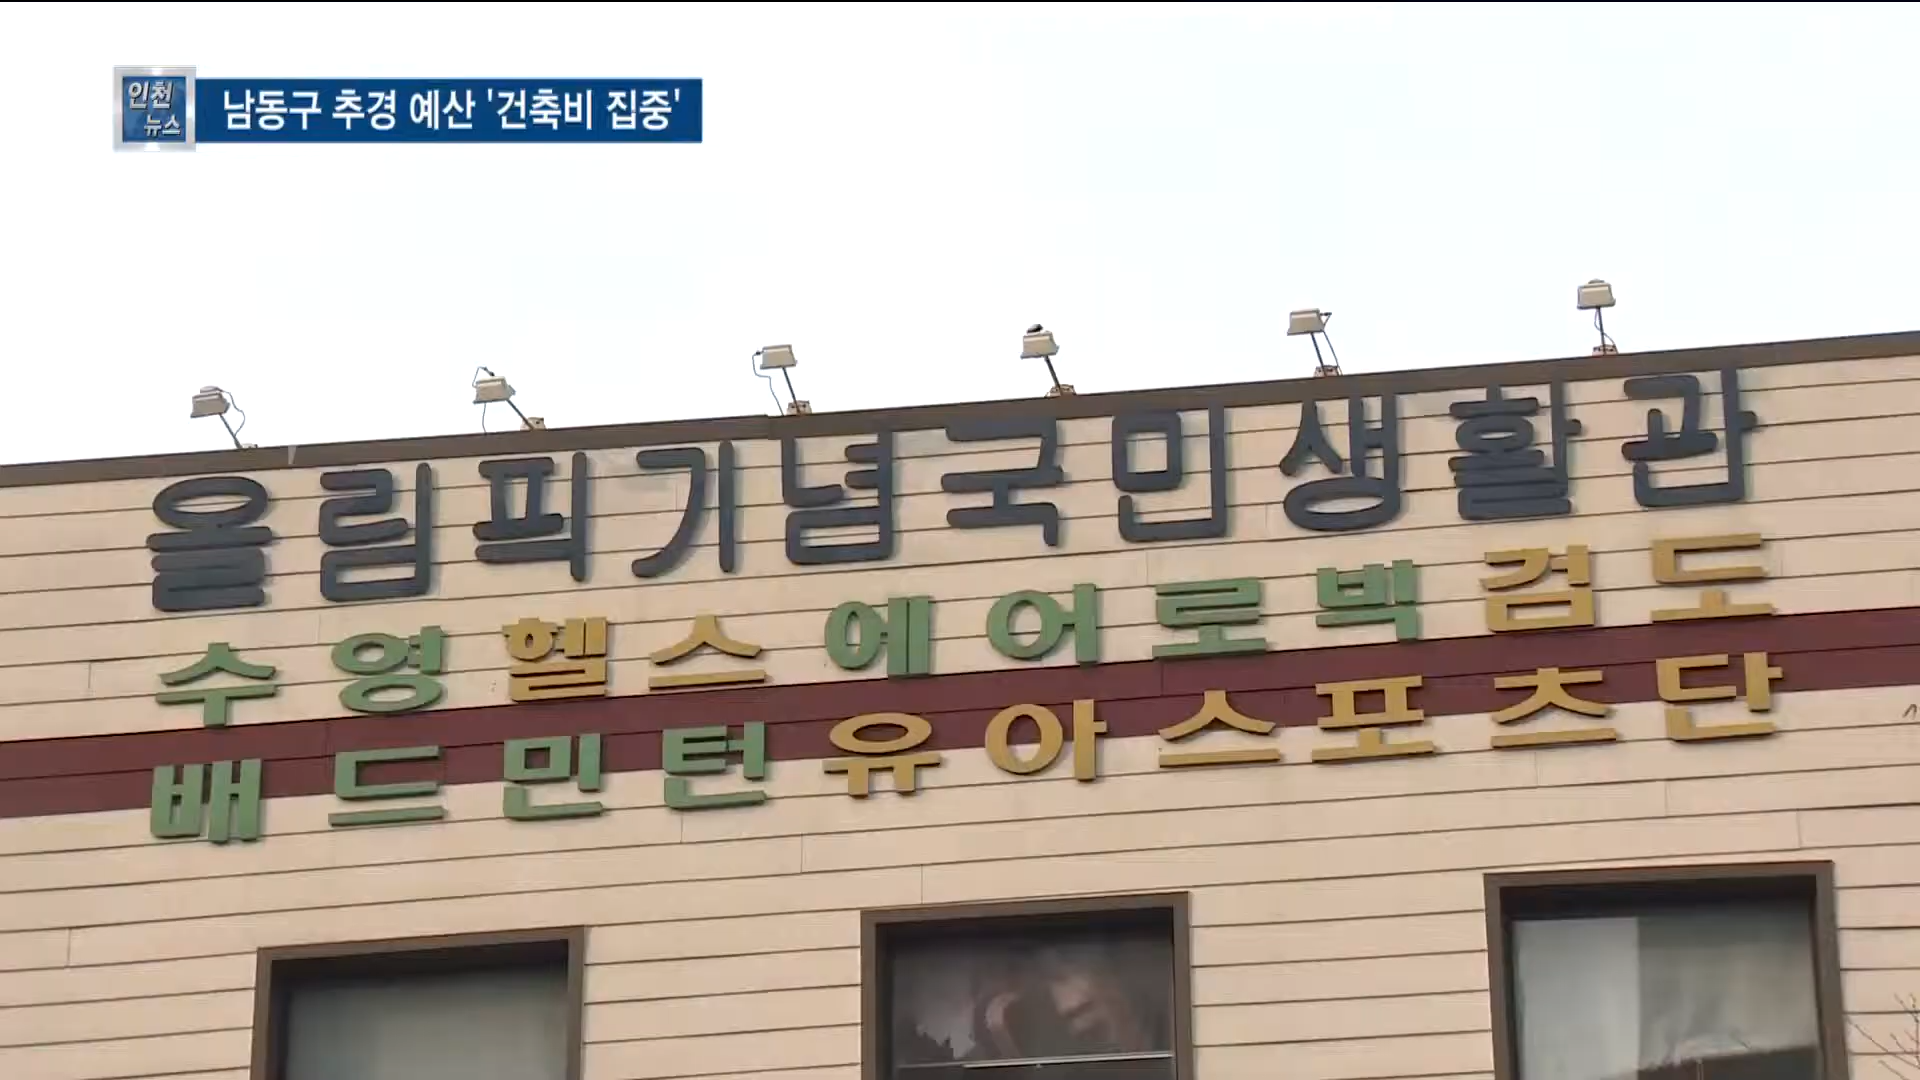 인천
뉴스
남동구 추경 예산 '건축비 집중'
올림픽기념국민생활관
수영헬스에어로빅검도
배드민턴유아스포츠단